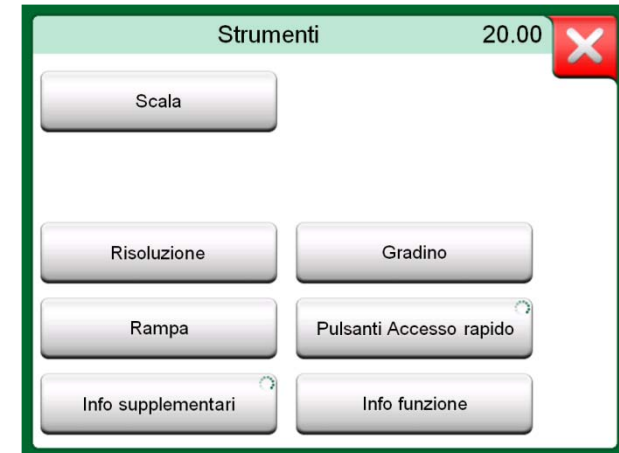 Strumenti 20.00
Scala
Risoluzione Gradino
Rampa Pulsanti Accesso rapido
Info supplementari Info funzione